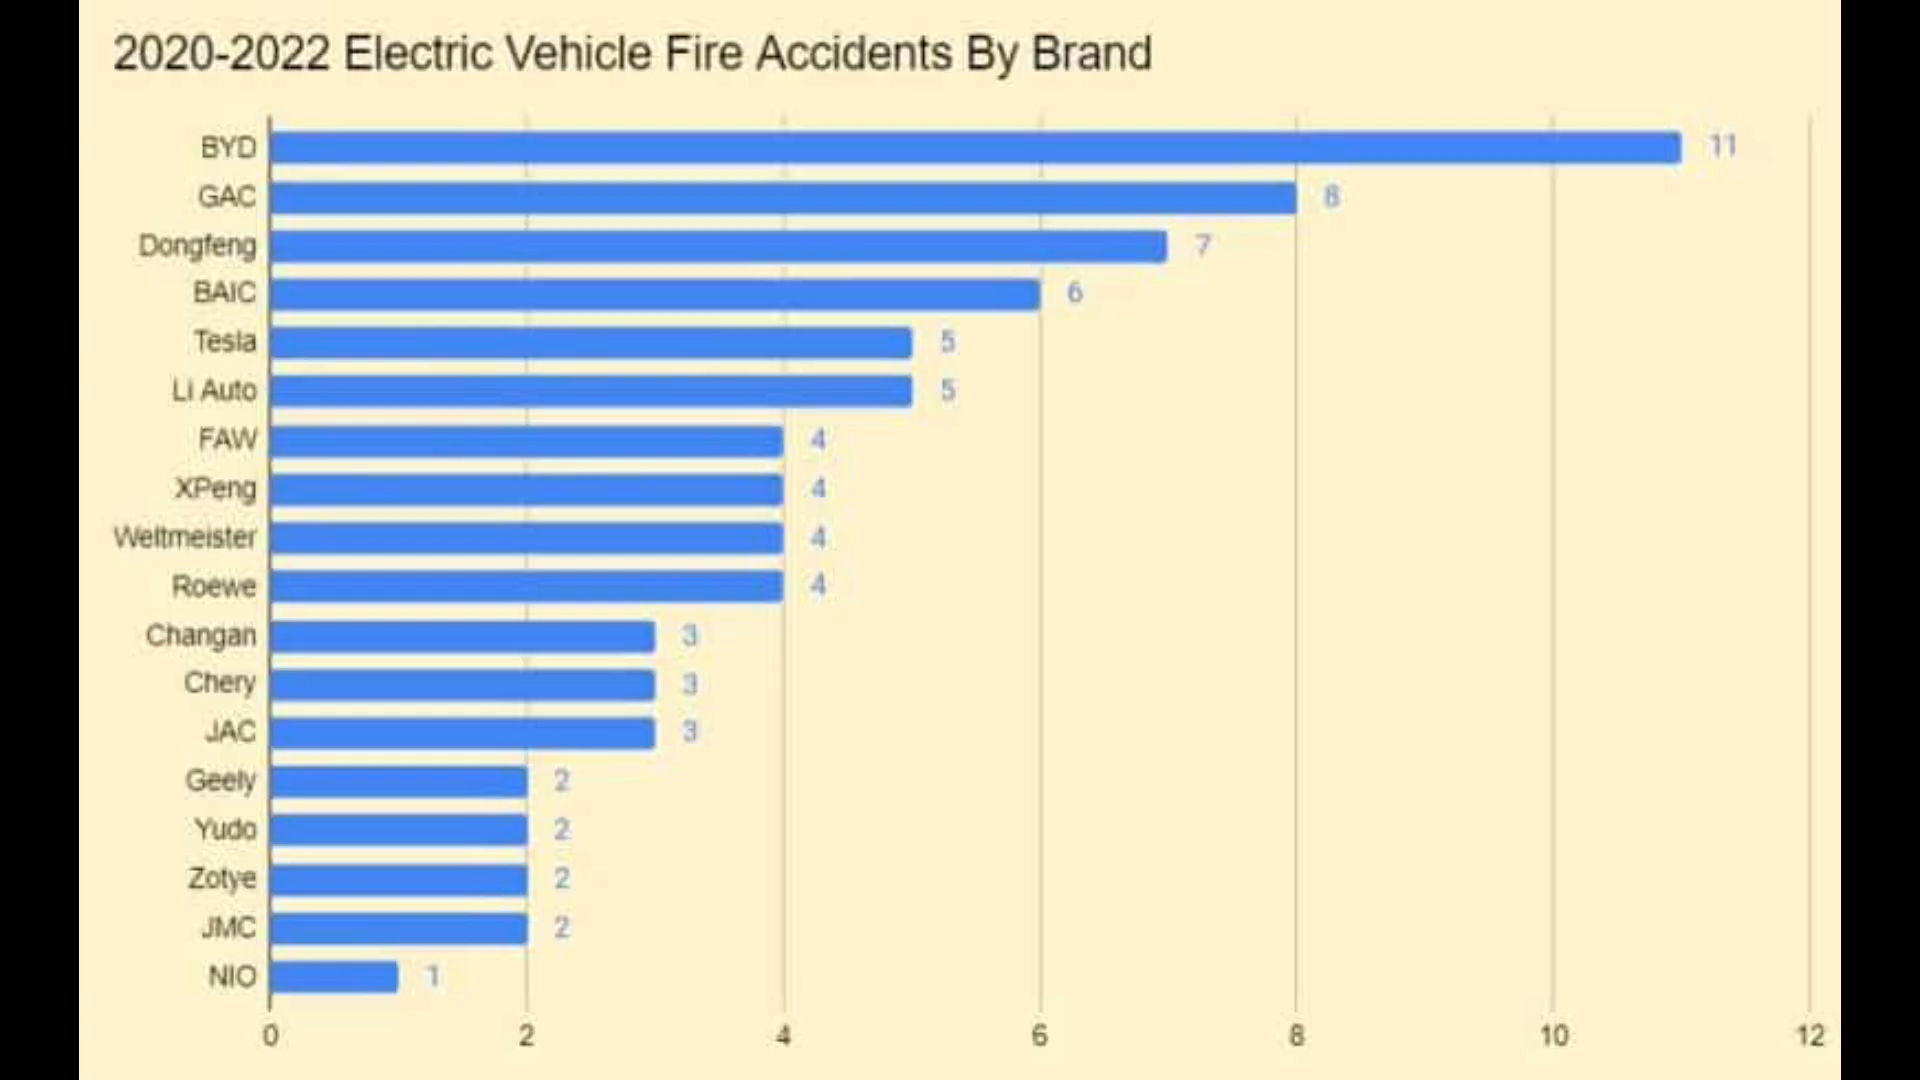 2020-2022 Electric Vehicle Fire Accidents By Brand
BYD 11
GAC 8
Dongfeng 7
BAIC 6
Tesla 5
Li Auto 5
FAW 4
XPeng 4
Weltmeister 4
Roewe 4
Changan 3
Chery 3
JAC 3
Geely 2
Yudo 2
Zotye 2
JMC 2
NIO 1
0 2 4 6 8 10 12